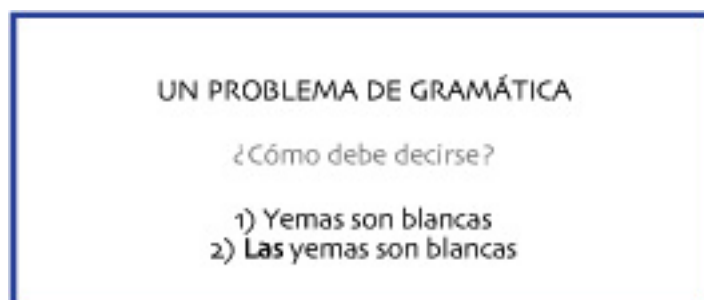 UN PROBLEMA DE GRAMÁTICA
¿Cómo debe decirse?
1) Yemas son blancas
2) Las yemas son blancas